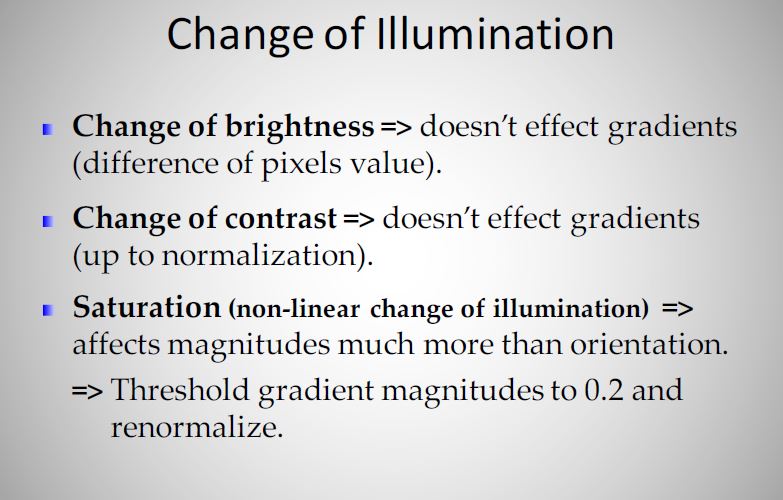 Change of Illumination
Change of brightness => doesn't effect gradients
(difference of pixels value).
Change of contrast => doesn't effect gradients
(up to normalization).
Saturation (non-linear change of illumination) =>
affects magnitudes much more than orientation.
=> Threshold gradient magnitudes to 0.2 and
renormalize.